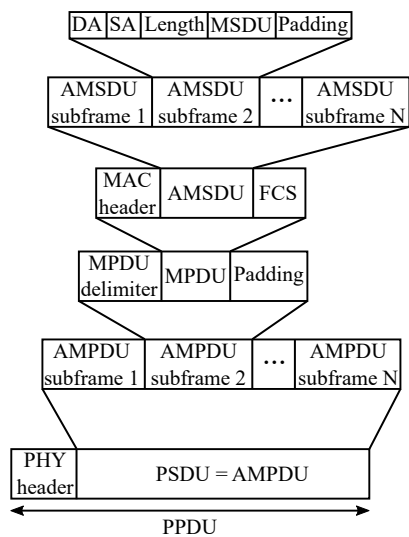 DA SA Length MSDU Padding
AMSDU subframe 1 AMSDU subframe 2 ... AMSDU subframe N
MAC header AMSDU FCS
MPDU delimiter MPDU Padding
AMPDU subframe 1 AMPDU subframe 2 ... AMPDU subframe N
PHY header PSDU = AMPDU
PPDU